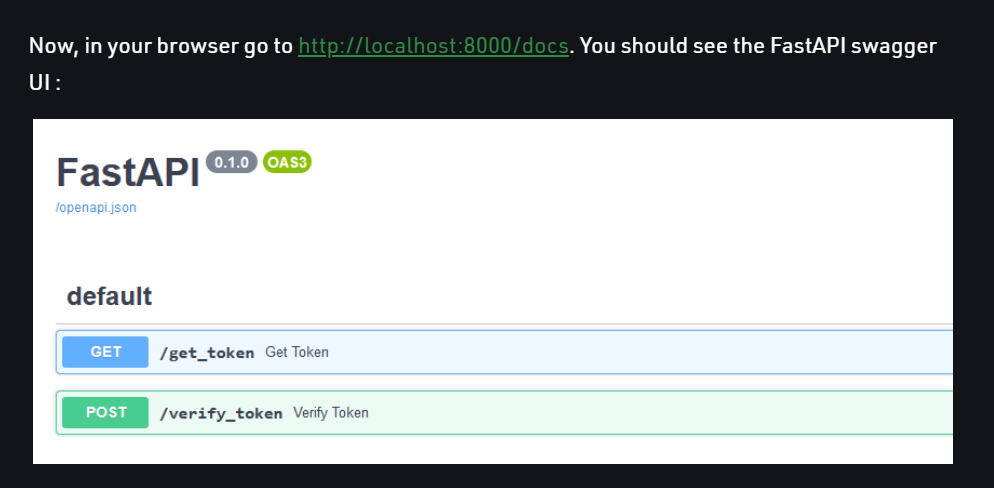 Now, in your browser go to http://localhost:8000/docs. You should see the FastAPI swagger
UI :
FastAPI 0.1.0 OAS3
/openapi.json
default
GET /get_token Get Token
POST /verify_token Verify Token